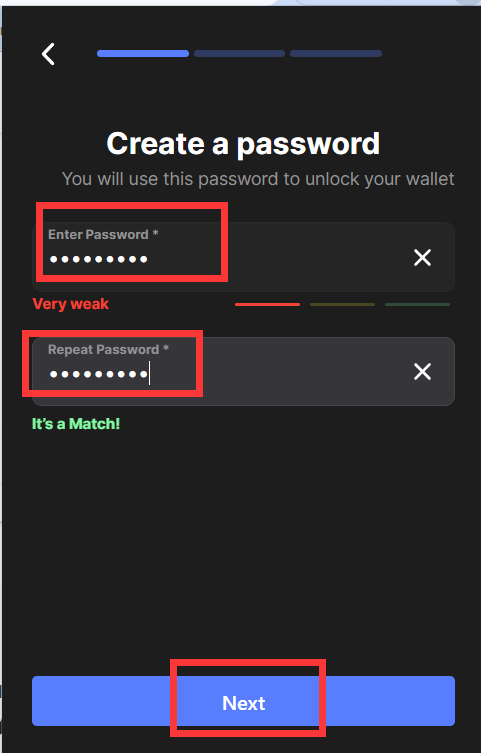 Create a password
You will use this password to unlock your wallet
Enter Password *
•••••••••
Very weak
Repeat Password *
•••••••••
It's a Match!
Next